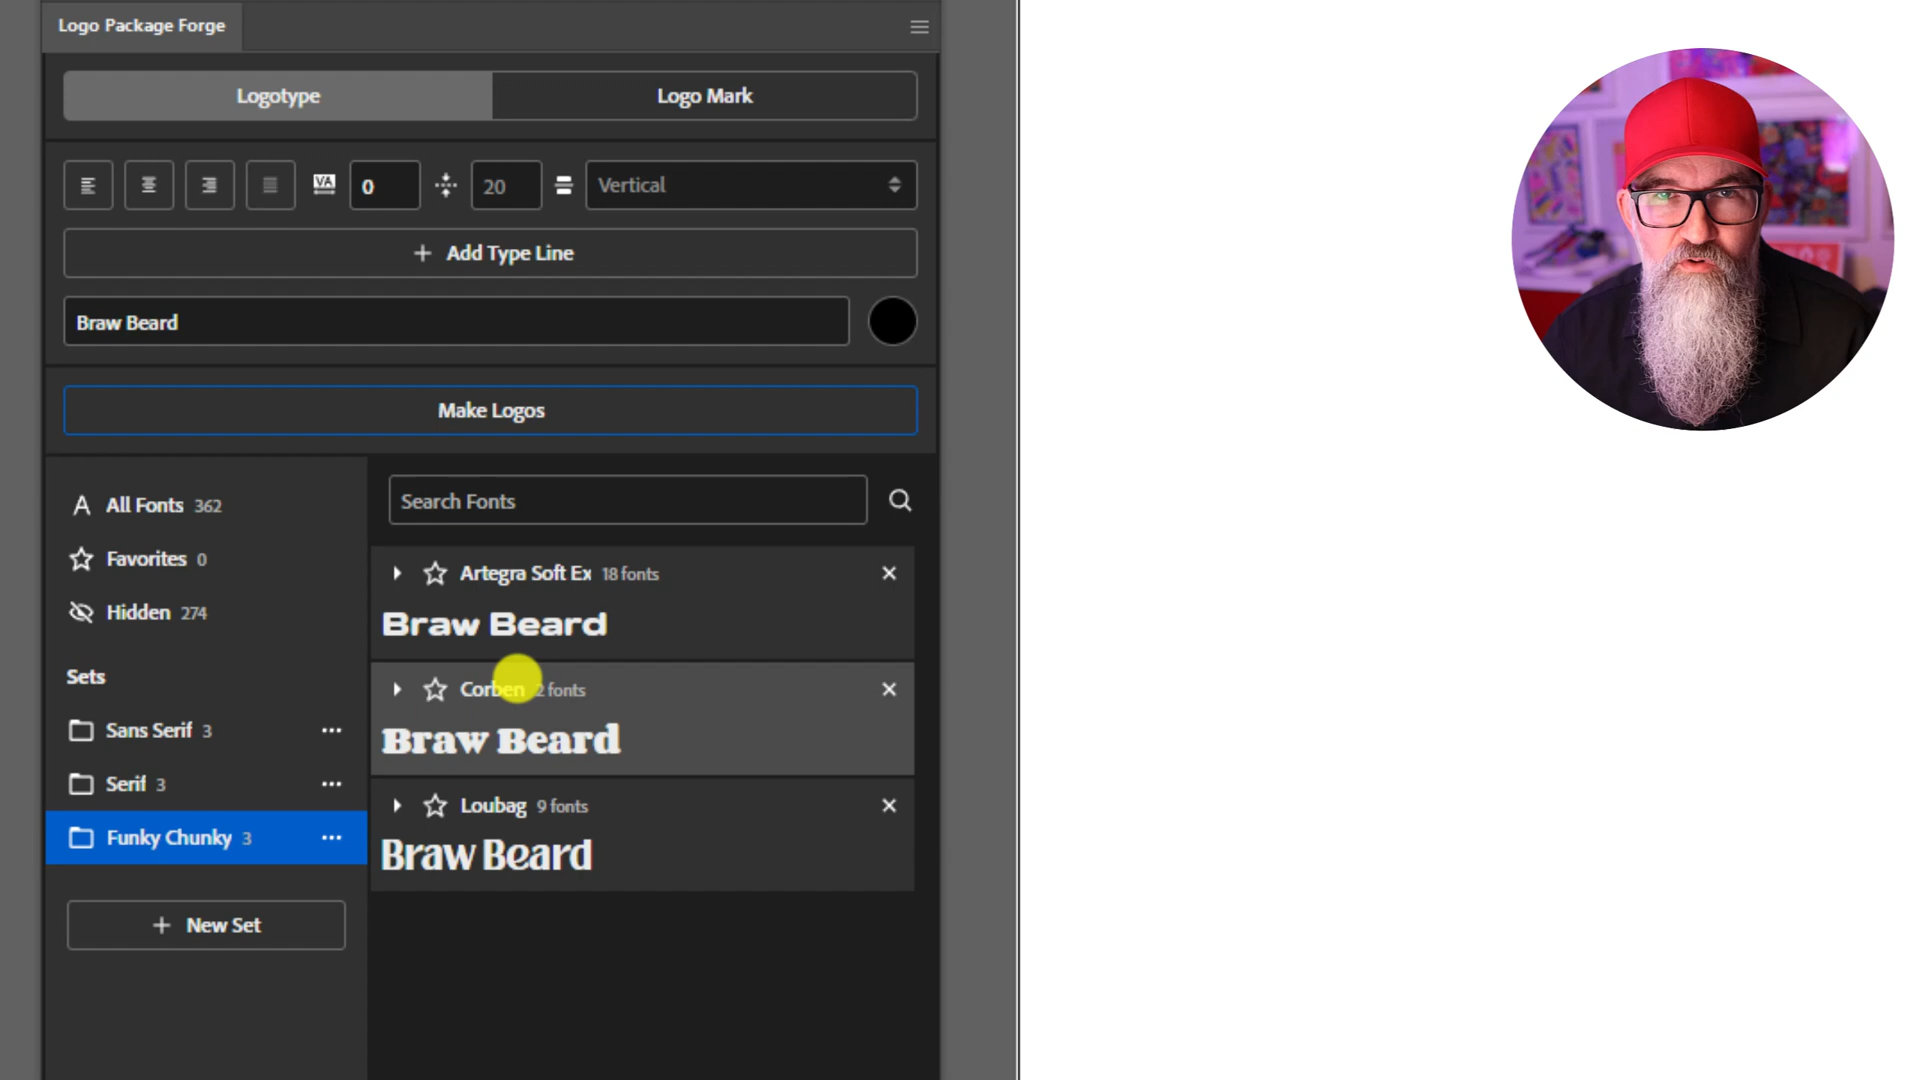 Logo Package Forge
Logotype
Logo Mark
VA
0
20
Vertical
+ Add Type Line
Braw Beard
Make Logos
A All Fonts 362
Favorites 0
Hidden 274
Sets
Sans Serif 3
Serif 3
Funky Chunky 3
+ New Set
Search Fonts
Artegra Soft Ex 18 fonts
Braw Beard
Corben 2 fonts
Braw Beard
Loubag 9 fonts
Braw Beard